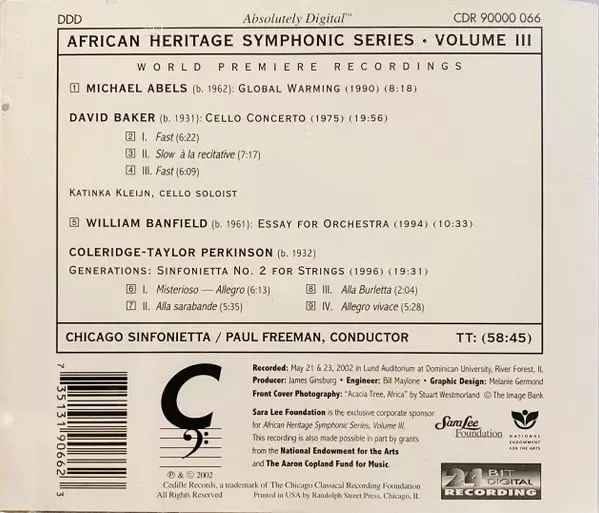 DDD Absolutely Digital™ CDR 90000 066
AFRICAN HERITAGE SYMPHONIC SERIES · VOLUME III
WORLD PREMIERE RECORDINGS
1 MICHAEL ABELS (b. 1962): GLOBAL WARMING (1990) (8:18)
DAVID BAKER (b. 1931): CELLO CONCERTO (1975) (19:56)
2 I. Fast (6:22)
3 II. Slow à la recitative (7:17)
4 III. Fast (6:09)
KATINKA KLEIJN, CELLO SOLOIST
5 WILLIAM BANFIELD (b. 1961): ESSAY FOR ORCHESTRA (1994) (10:33)
COLERIDGE-TAYLOR PERKINSON (b. 1932)
GENERATIONS: SINFONIETTA NO. 2 FOR STRINGS (1996) (19:31)
6 I. Misterioso — Allegro (6:13) 8 III. Alla Burletta (2:04)
7 II. Alla sarabande (5:35) 9 IV. Allegro vivace (5:28)
CHICAGO SINFONIETTA / PAUL FREEMAN, CONDUCTOR TT: (58:45)
Recorded: May 21 & 23, 2002 in Lund Auditorium at Dominican University, River Forest, IL
Producer: James Ginsburg • Engineer: Bill Maylone • Graphic Design: Melanie Germond
Front Cover Photography: "Acacia Tree, Africa" by Stuart Westmorland © The Image Bank
Sara Lee Foundation is the exclusive corporate sponsor
for African Heritage Symphonic Series, Volume III.
This recording is also made possible in part by grants
from the National Endowment for the Arts
and The Aaron Copland Fund for Music.
Sara Lee
Foundation
NATIONAL
ENDOWMENT
FOR THE ARTS
7 35131 90662 3
C
℗ & © 2002
Cedille Records, a trademark of The Chicago Classical Recording Foundation
All Rights Reserved Printed in USA by Randolph Street Press, Chicago, IL
24 BIT
DIGITAL
RECORDING